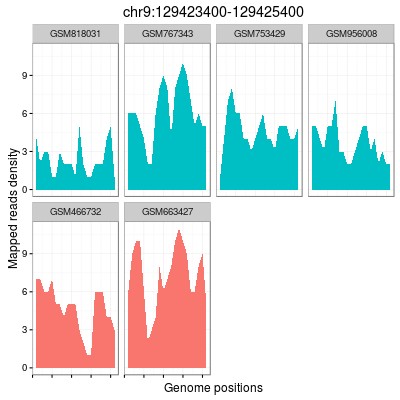 chr9:129423400-129425400
GSM818031 GSM767343 GSM753429 GSM956008
9
6
3
0
GSM466732 GSM663427
9
6
3
0
Mapped reads density
Genome positions